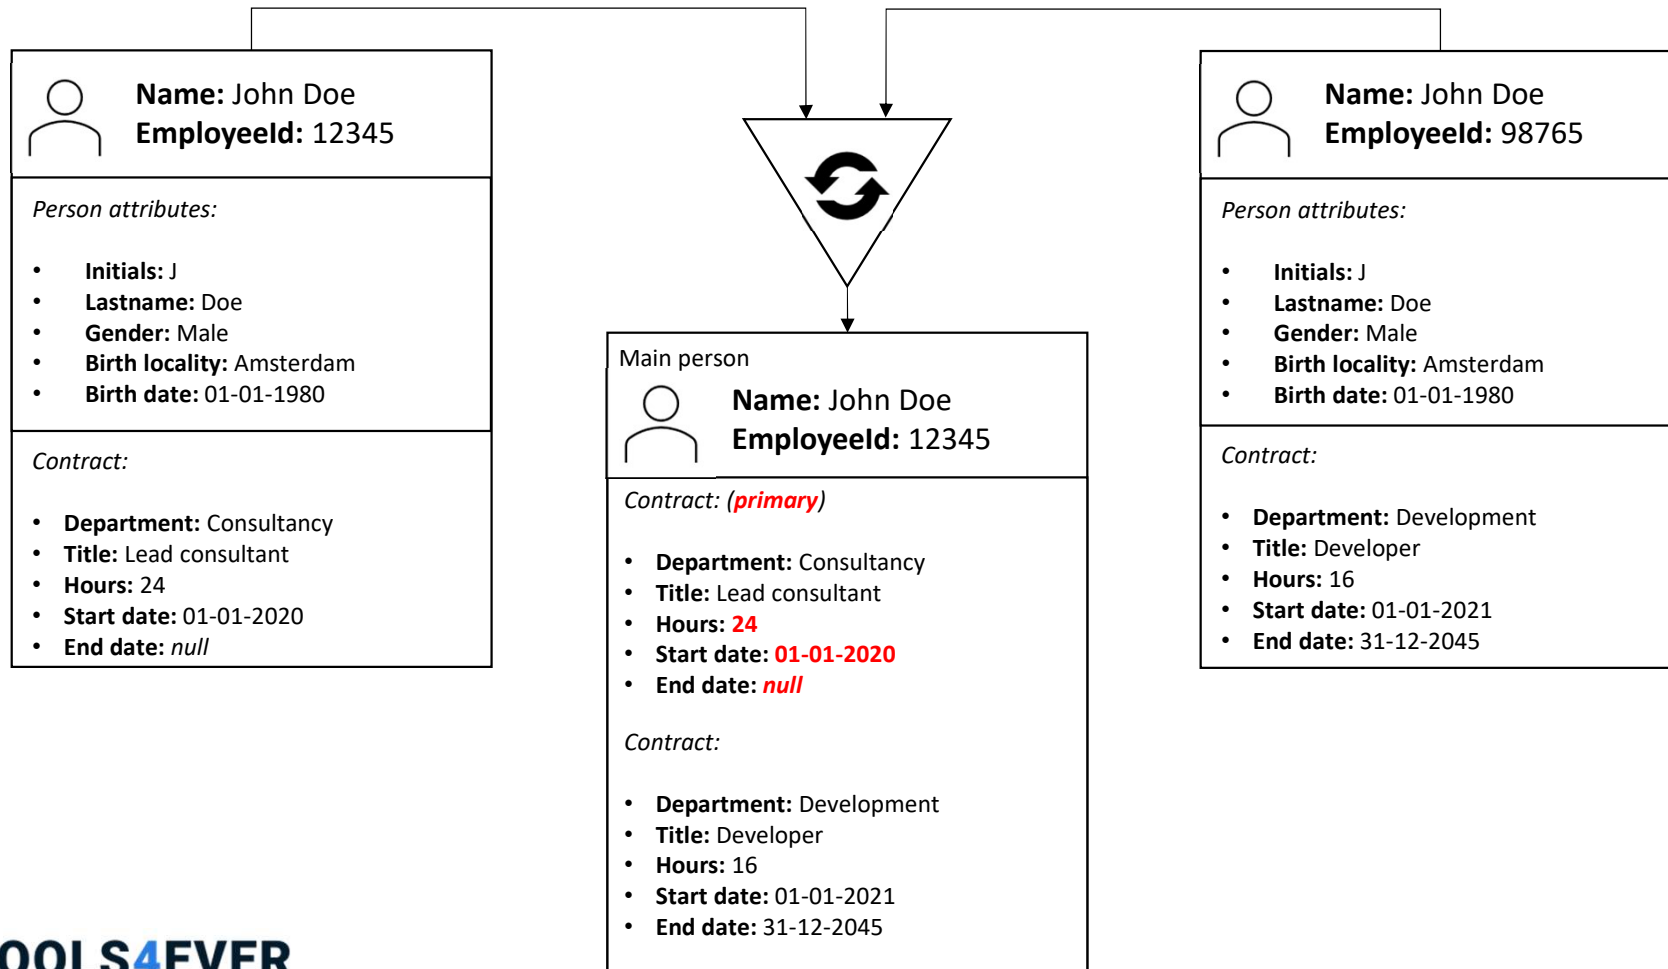 Name: John Doe
EmployeeId: 12345
Person attributes:
• Initials: J
• Lastname: Doe
• Gender: Male
• Birth locality: Amsterdam
• Birth date: 01-01-1980
Contract:
• Department: Consultancy
• Title: Lead consultant
• Hours: 24
• Start date: 01-01-2020
• End date: null
Main person
Name: John Doe
EmployeeId: 12345
Contract: (primary)
• Department: Consultancy
• Title: Lead consultant
• Hours: 24
• Start date: 01-01-2020
• End date: null
Contract:
• Department: Development
• Title: Developer
• Hours: 16
• Start date: 01-01-2021
• End date: 31-12-2045
Name: John Doe
EmployeeId: 98765
Person attributes:
• Initials: J
• Lastname: Doe
• Gender: Male
• Birth locality: Amsterdam
• Birth date: 01-01-1980
Contract:
• Department: Development
• Title: Developer
• Hours: 16
• Start date: 01-01-2021
• End date: 31-12-2045
OOLS4EVER